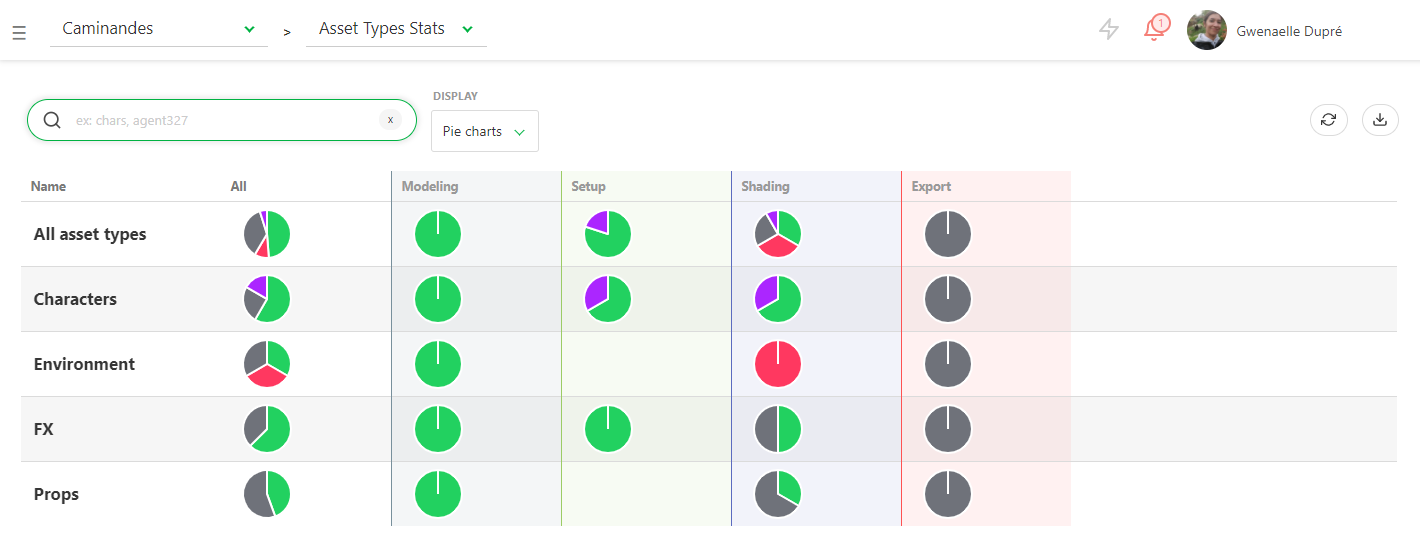 Caminandes > Asset Types Stats 1 Gwenaelle Dupré
DISPLAY
ex: chars, agent327 x Pie charts
Name All Modeling Setup Shading Export
All asset types
Characters
Environment
FX
Props